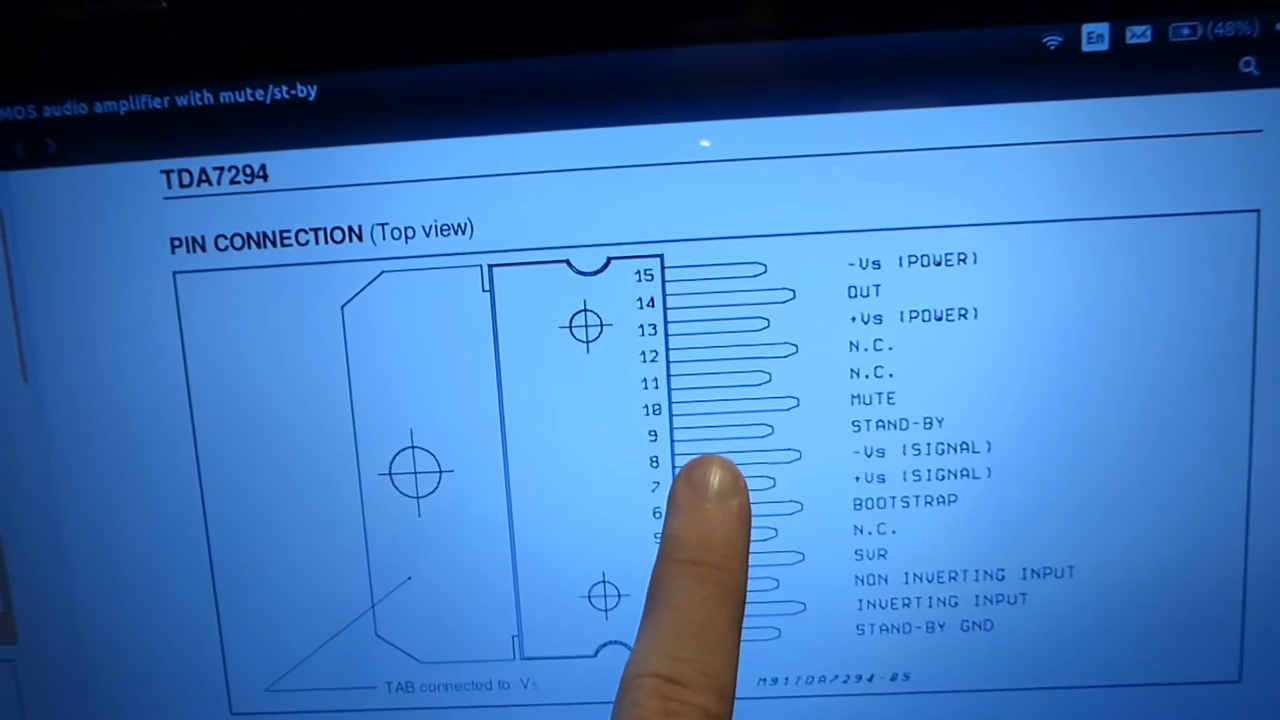 En
(48%)
MOS audio amplifier with mute/st-by
TDA7294
PIN CONNECTION (Top view)
15 -Vs (POWER)
14 OUT
13 +Vs (POWER)
12 N.C.
11 N.C.
10 MUTE
9 STAND-BY
8 -Vs (SIGNAL)
7 +Vs (SIGNAL)
6 BOOTSTRAP
5 N.C.
SVR
NON INVERTING INPUT
INVERTING INPUT
STAND-BY GND
TAB connected to -Vs
M91TDA7294-85